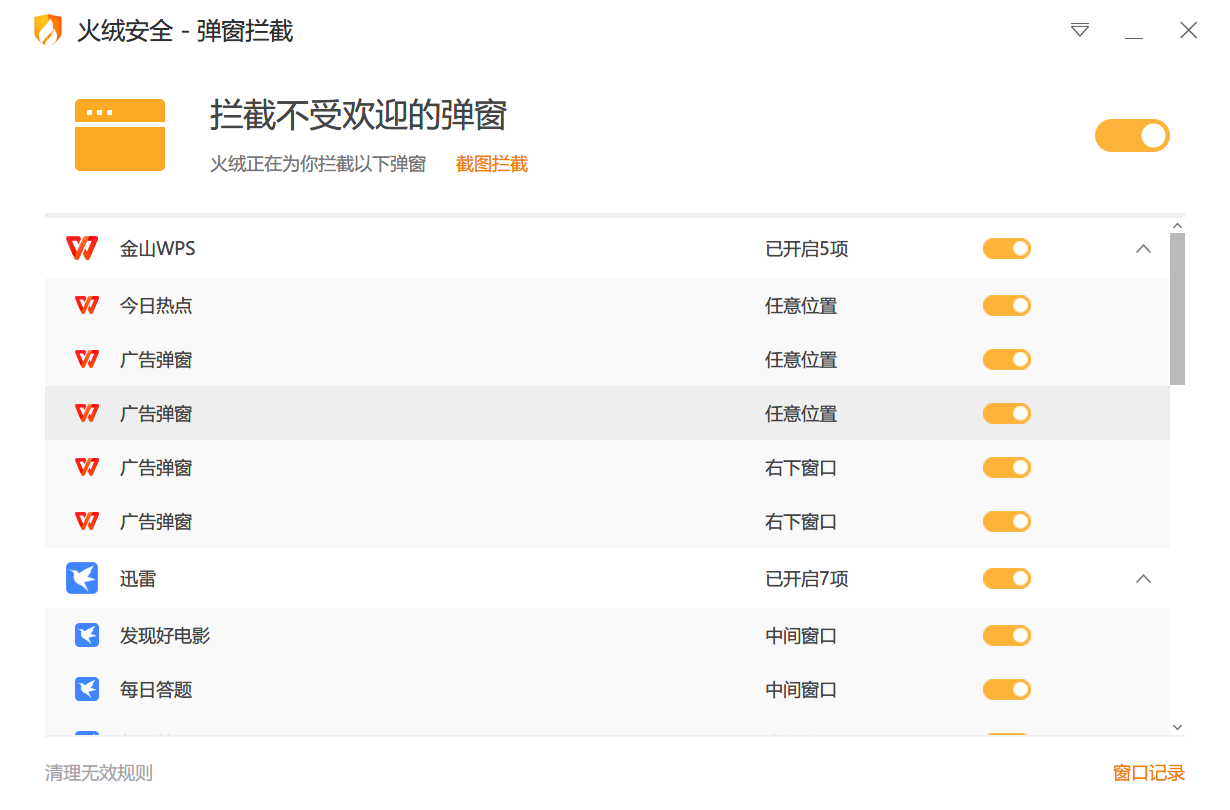 火绒安全 - 弹窗拦截
拦截不受欢迎的弹窗
火绒正在为你拦截以下弹窗 截图拦截
金山WPS 已开启5项
今日热点 任意位置
广告弹窗 任意位置
广告弹窗 任意位置
广告弹窗 右下窗口
广告弹窗 右下窗口
迅雷 已开启7项
发现好电影 中间窗口
每日答题 中间窗口
清理无效规则 窗口记录